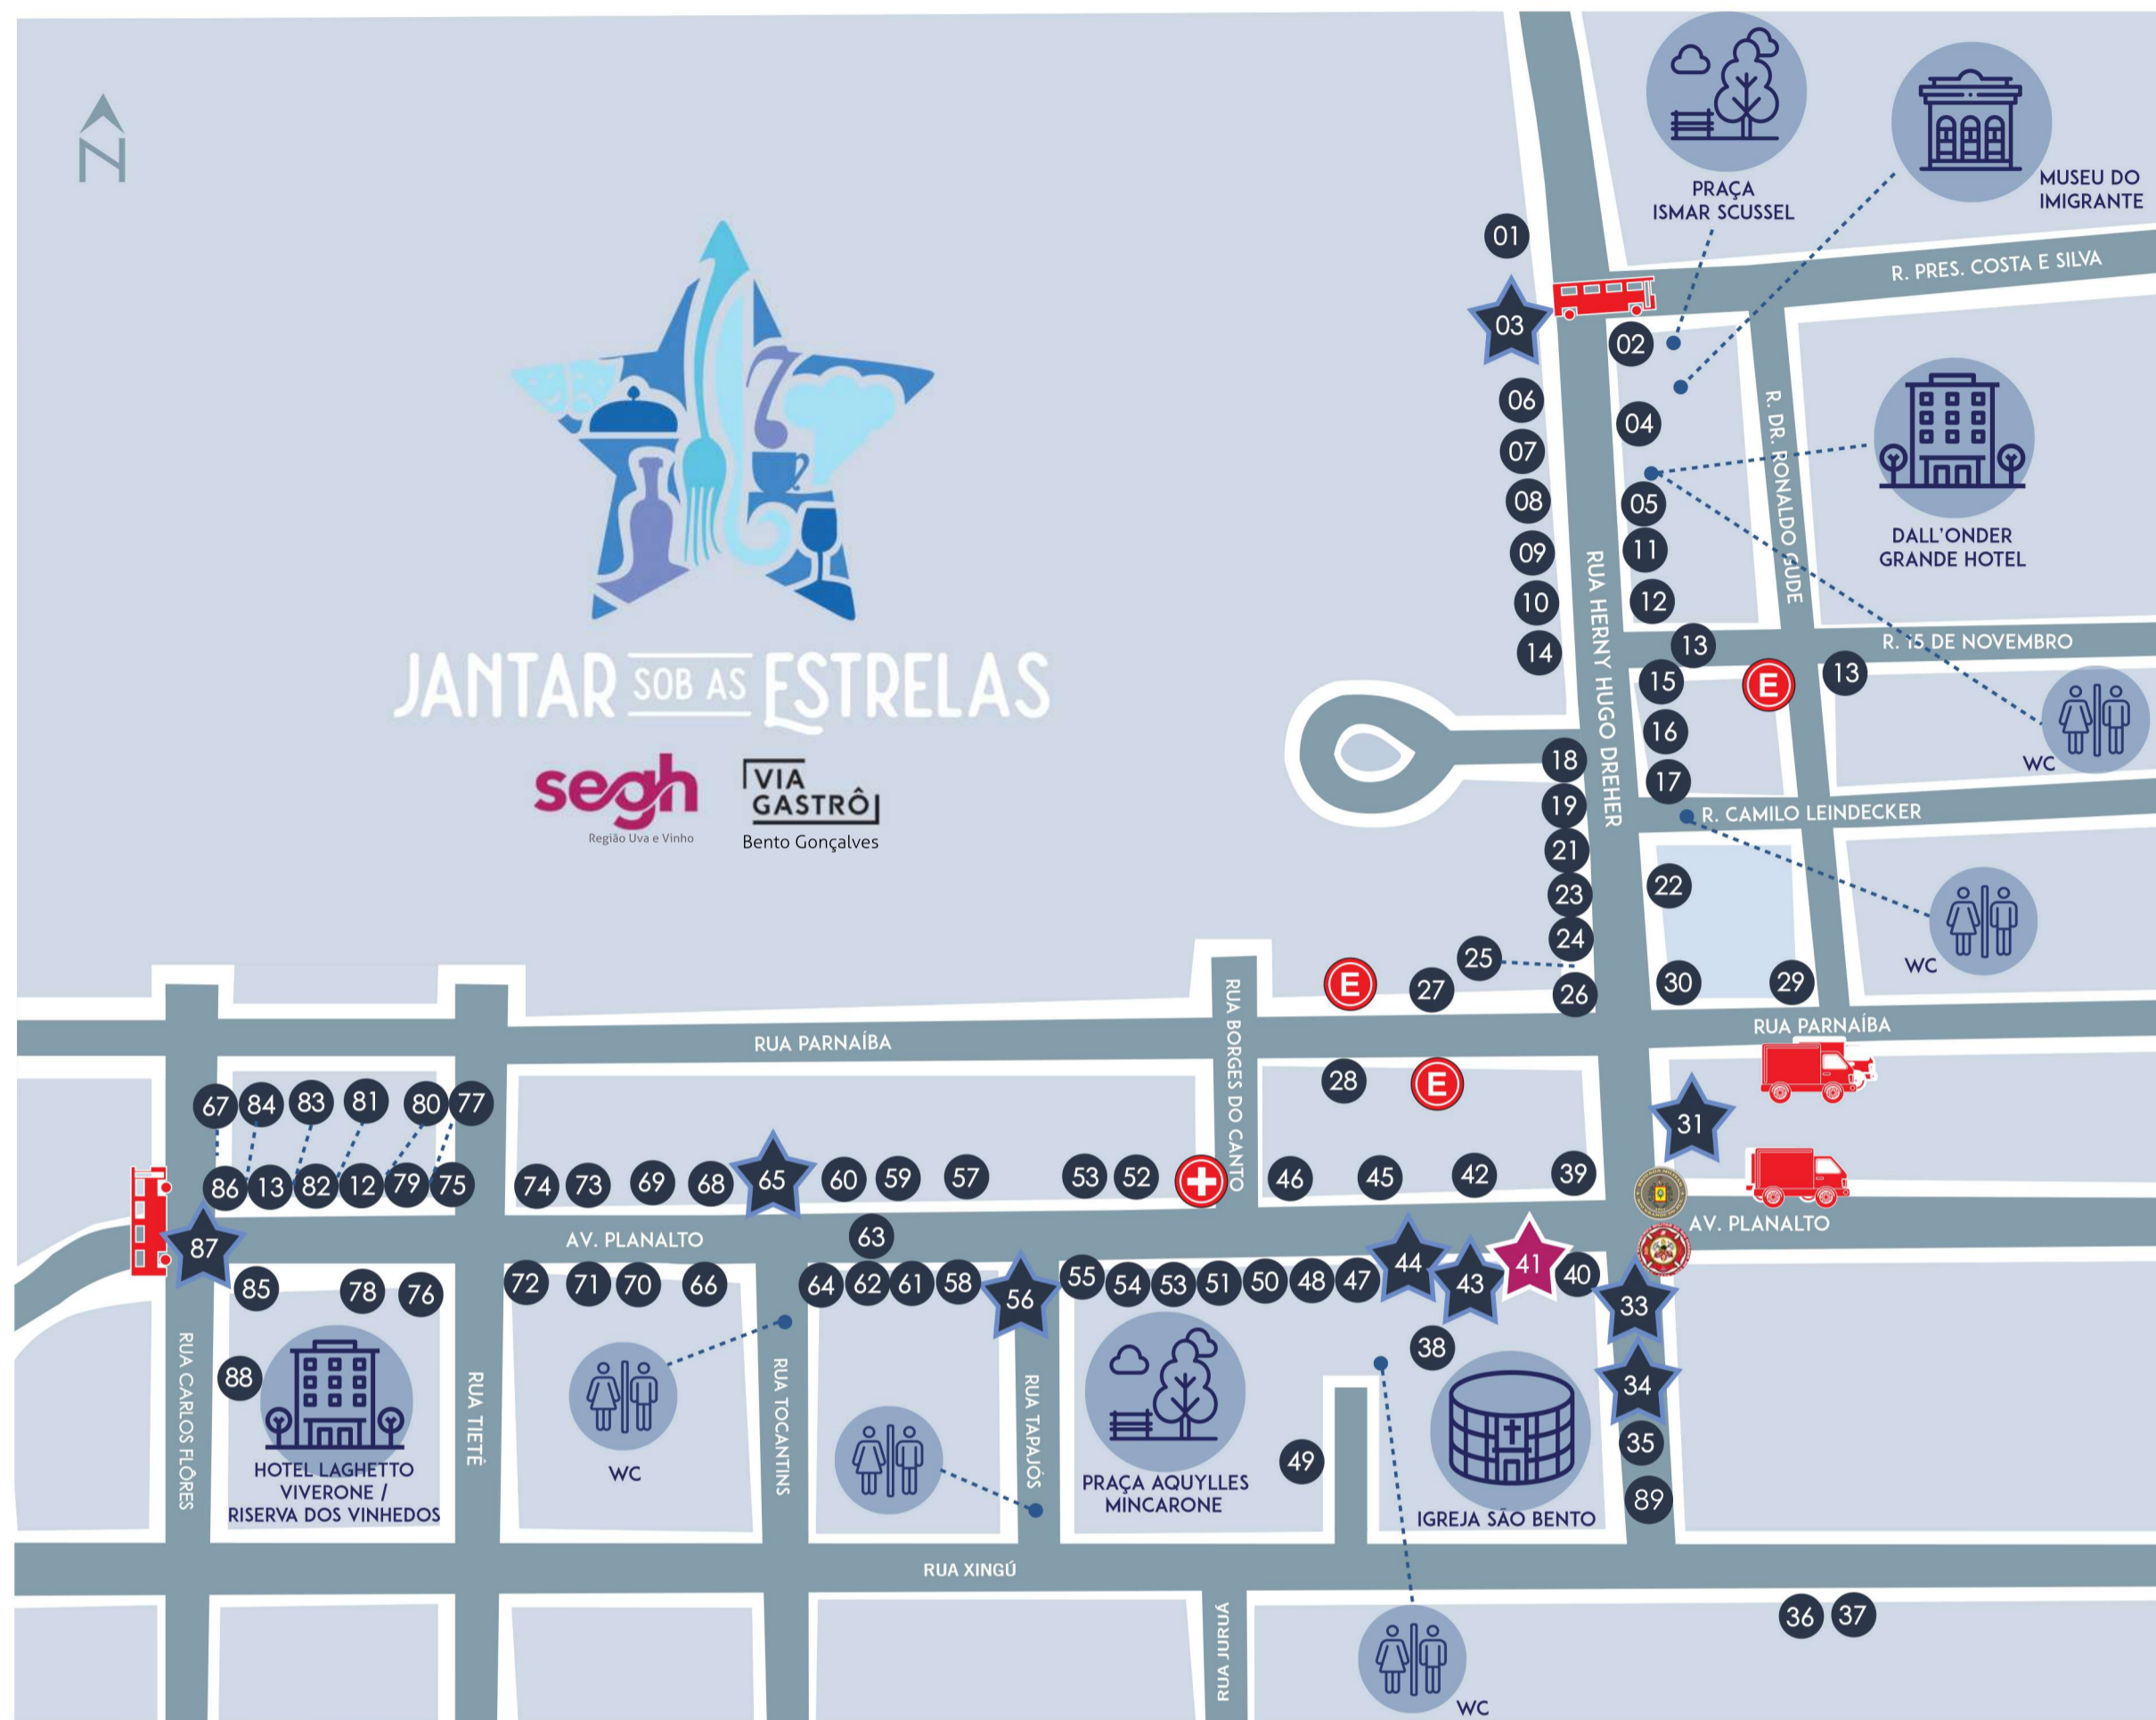 N
PRAÇA
ISMAR SCUSSEL
MUSEU DO
IMIGRANTE
01
R. PRES. COSTA E SILVA
03
02
06
04
07
R. DR. RONALDO GUDE
08
05
DALL'ONDER
GRANDE HOTEL
09
11
10
12
RUA HERNY HUGO DREHER
14
13
R. 15 DE NOVEMBRO
15
E
13
16
WC
18
17
19
R. CAMILO LEINDECKER
21
23
22
24
WC
25
27
E
26
30
29
JANTAR SOB AS ESTRELAS
segh
Região Uva e Vinho
VIA
GASTRÔ
Bento Gonçalves
RUA PARNAÍBA
RUA BORGES DO CANTO
RUA PARNAÍBA
28
E
31
67 84 83 81 80 77
86 13 82 12 79 75
74 73 69 68 65 60 59 57 53 52
46 45 42 39
87
AV. PLANALTO
63
AV. PLANALTO
85 78 76
72 71 70 66
64 62 61 58 56
55 54 53 51 50 48 47 44 43 41 40
33
38
34
88
49
35
89
RUA CARLOS FLÔRES
HOTEL LAGHETTO
VIVERONE /
RISERVA DOS VINHEDOS
RUA TIETÊ
WC
RUA TOCANTINS
RUA TAPAJÓS
PRAÇA AQUYLLES
MINCARONE
IGREJA SÃO BENTO
RUA XINGÚ
RUA JURUÁ
36 37
WC